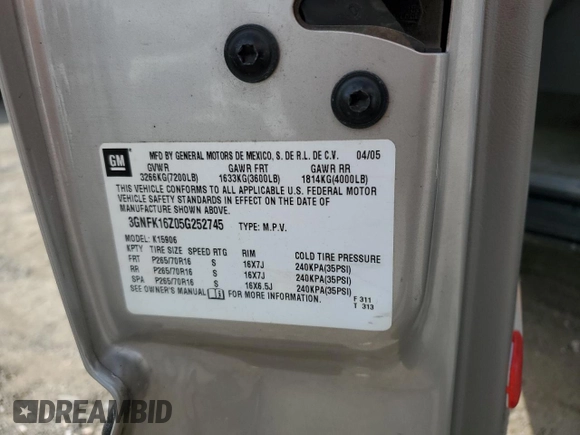 GM
MFD BY GENERAL MOTORS DE MEXICO, S. DE R.L. DE C.V. 04/05
GVWR GAWR FRT GAWR RR
3266KG(7200LB) 1633KG(3600LB) 1814KG(4000LB)
THIS VEHICLE CONFORMS TO ALL APPLICABLE U.S. FEDERAL MOTOR
VEHICLE SAFETY STANDARDS IN EFFECT ON THE DATE OF
MANUFACTURE SHOWN ABOVE.
3GNFK16Z05G252745 TYPE: M.P.V.
MODEL: K15906
KPTY TIRE SIZE SPEED RTG RIM COLD TIRE PRESSURE
FRT P265/70R16 S 16X7J 240KPA(35PSI)
RR P265/70R16 S 16X7J 240KPA(35PSI)
SPA P265/70R16 S 16X6.5J 240KPA(35PSI)
SEE OWNER'S MANUAL FOR MORE INFORMATION.
F 311
T 313
DREAMBID